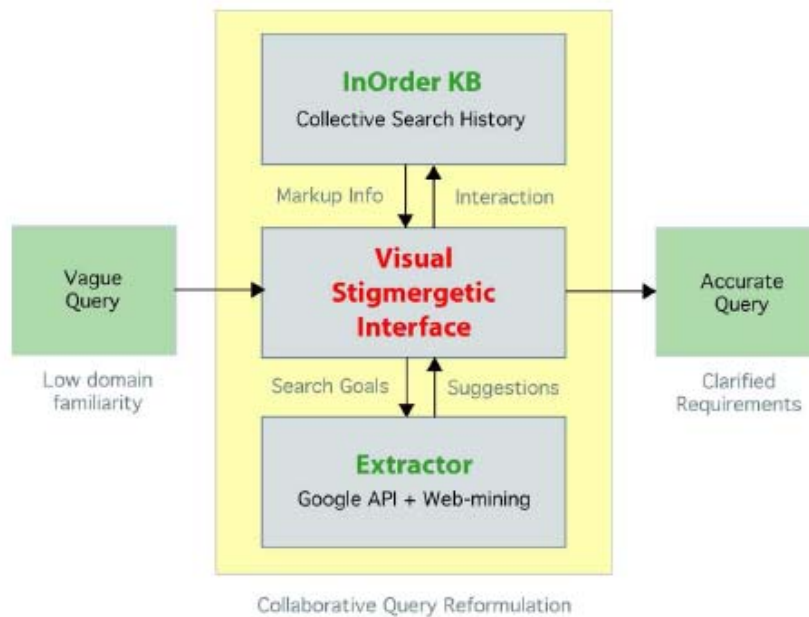 InOrder KB
Collective Search History
Markup Info
Interaction
Vague
Query
Visual
Stigmergetic
Interface
Accurate
Query
Low domain
familiarity
Search Goals
Suggestions
Clarified
Requirements
Extractor
Google API + Web-mining
Collaborative Query Reformulation